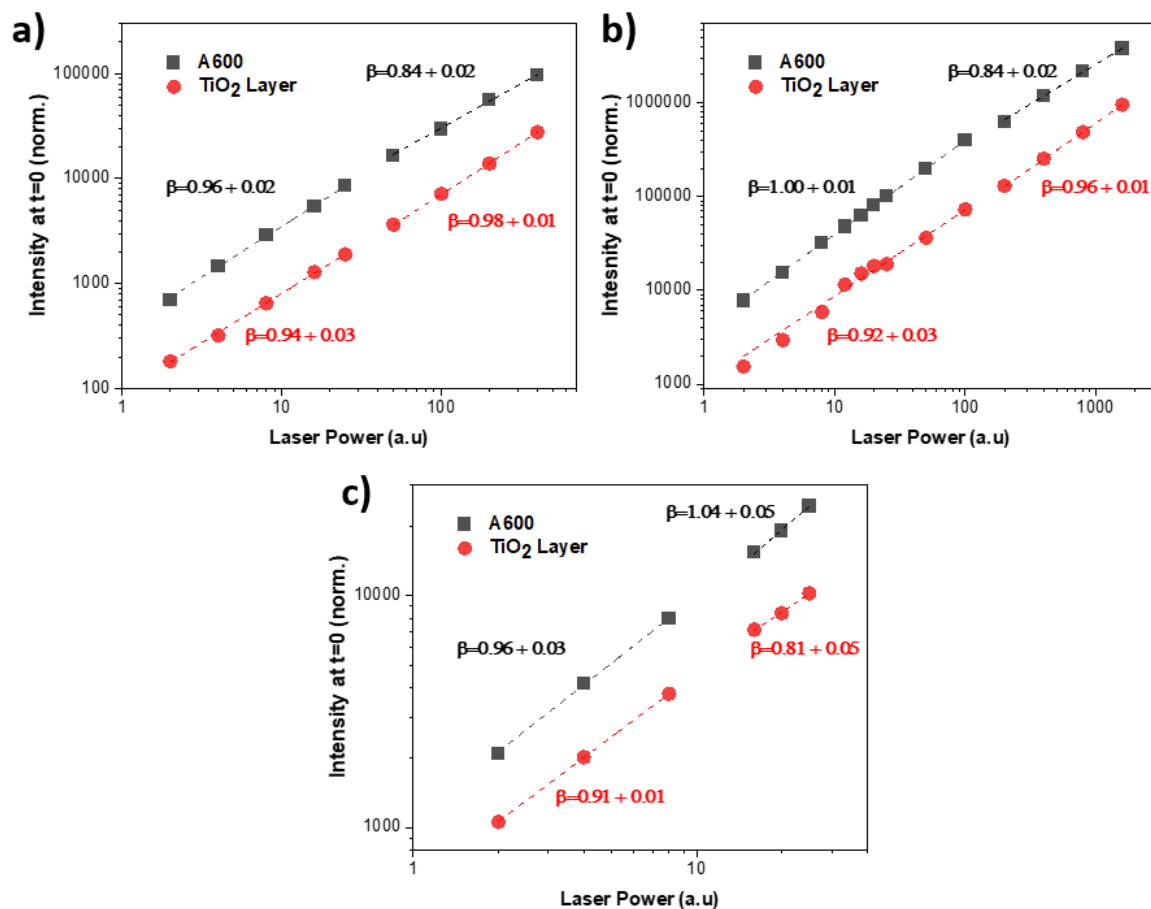 a)
Intensity at t=0 (norm.)
100000
10000
1000
100
A600
TiO2 Layer
β=0.84 + 0.02
β=0.96 + 0.02
β=0.98 + 0.01
β=0.94 + 0.03
1 10 100
Laser Power (a.u)
b)
Intesnity at t=0 (norm.)
1000000
100000
10000
1000
A600
TiO2 Layer
β=0.84 + 0.02
β=1.00 + 0.01
β=0.96 + 0.01
β=0.92 + 0.03
1 10 100 1000
Laser Power (a.u)
c)
Intensity at t=0 (norm.)
10000
1000
A600
TiO2 Layer
β=1.04 + 0.05
β=0.96 + 0.03
β=0.81 + 0.05
β=0.91 + 0.01
1 10
Laser Power (a.u)